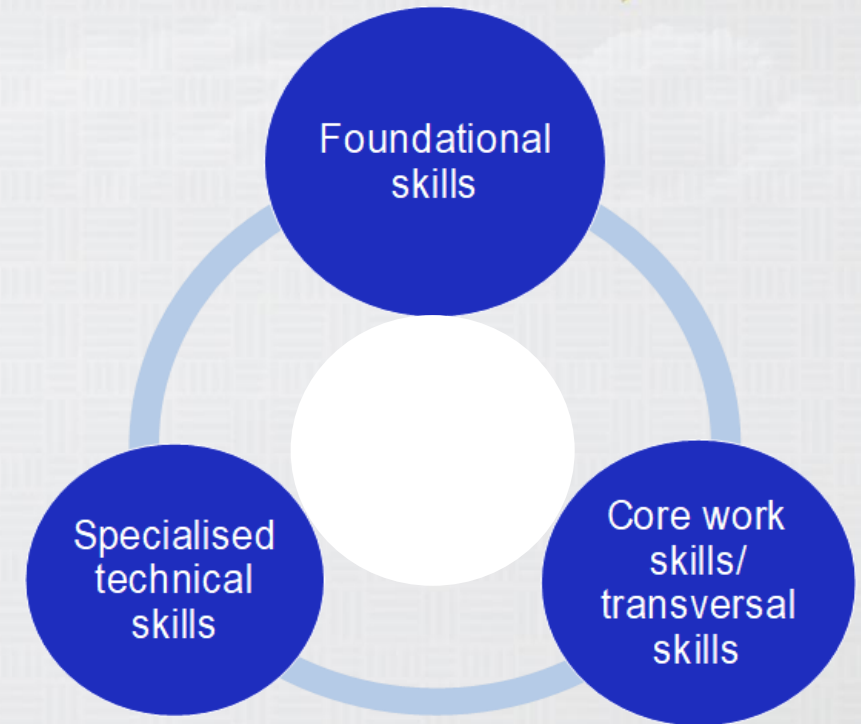 Foundational
skills
Specialised
technical
skills
Core work
skills/
transversal
skills